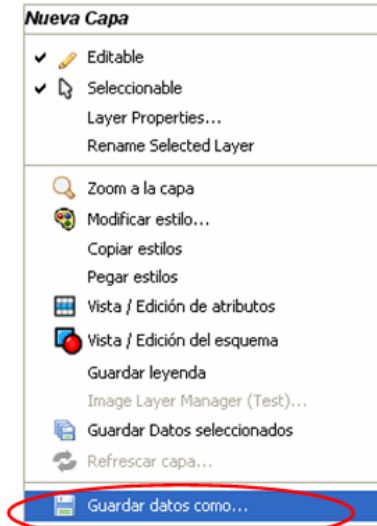 Nueva Capa
Editable
Seleccionable
Layer Properties...
Rename Selected Layer
Zoom a la capa
Modificar estilo...
Copiar estilos
Pegar estilos
Vista / Edición de atributos
Vista / Edición del esquema
Guardar leyenda
Image Layer Manager (Test)...
Guardar Datos seleccionados
Refrescar capa...
Guardar datos como...